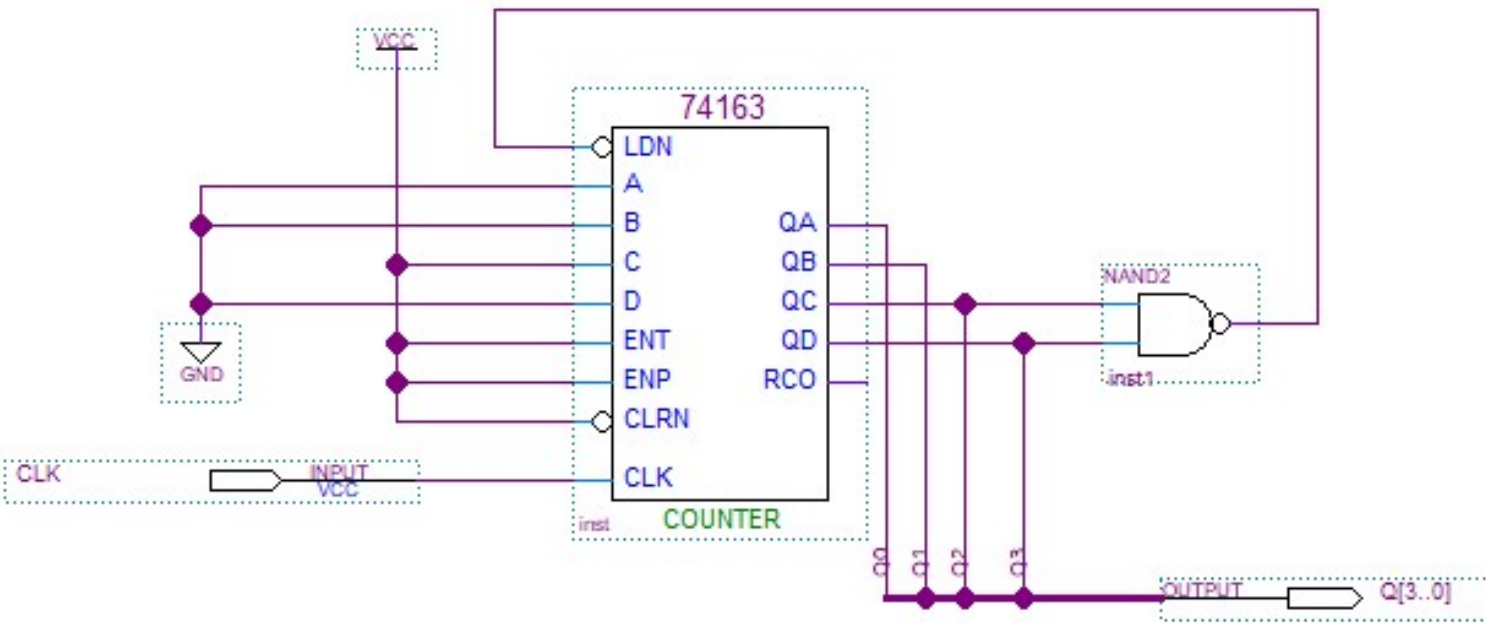 VCC
74163
LDN
A
B
C
D
ENT
ENP
CLRN
CLK
QA
QB
QC
QD
RCO
COUNTER
inst
GND
CLK
INPUT
VCC
NAND2
inst1
Q0
Q1
Q2
Q3
OUTPUT
Q[3..0]